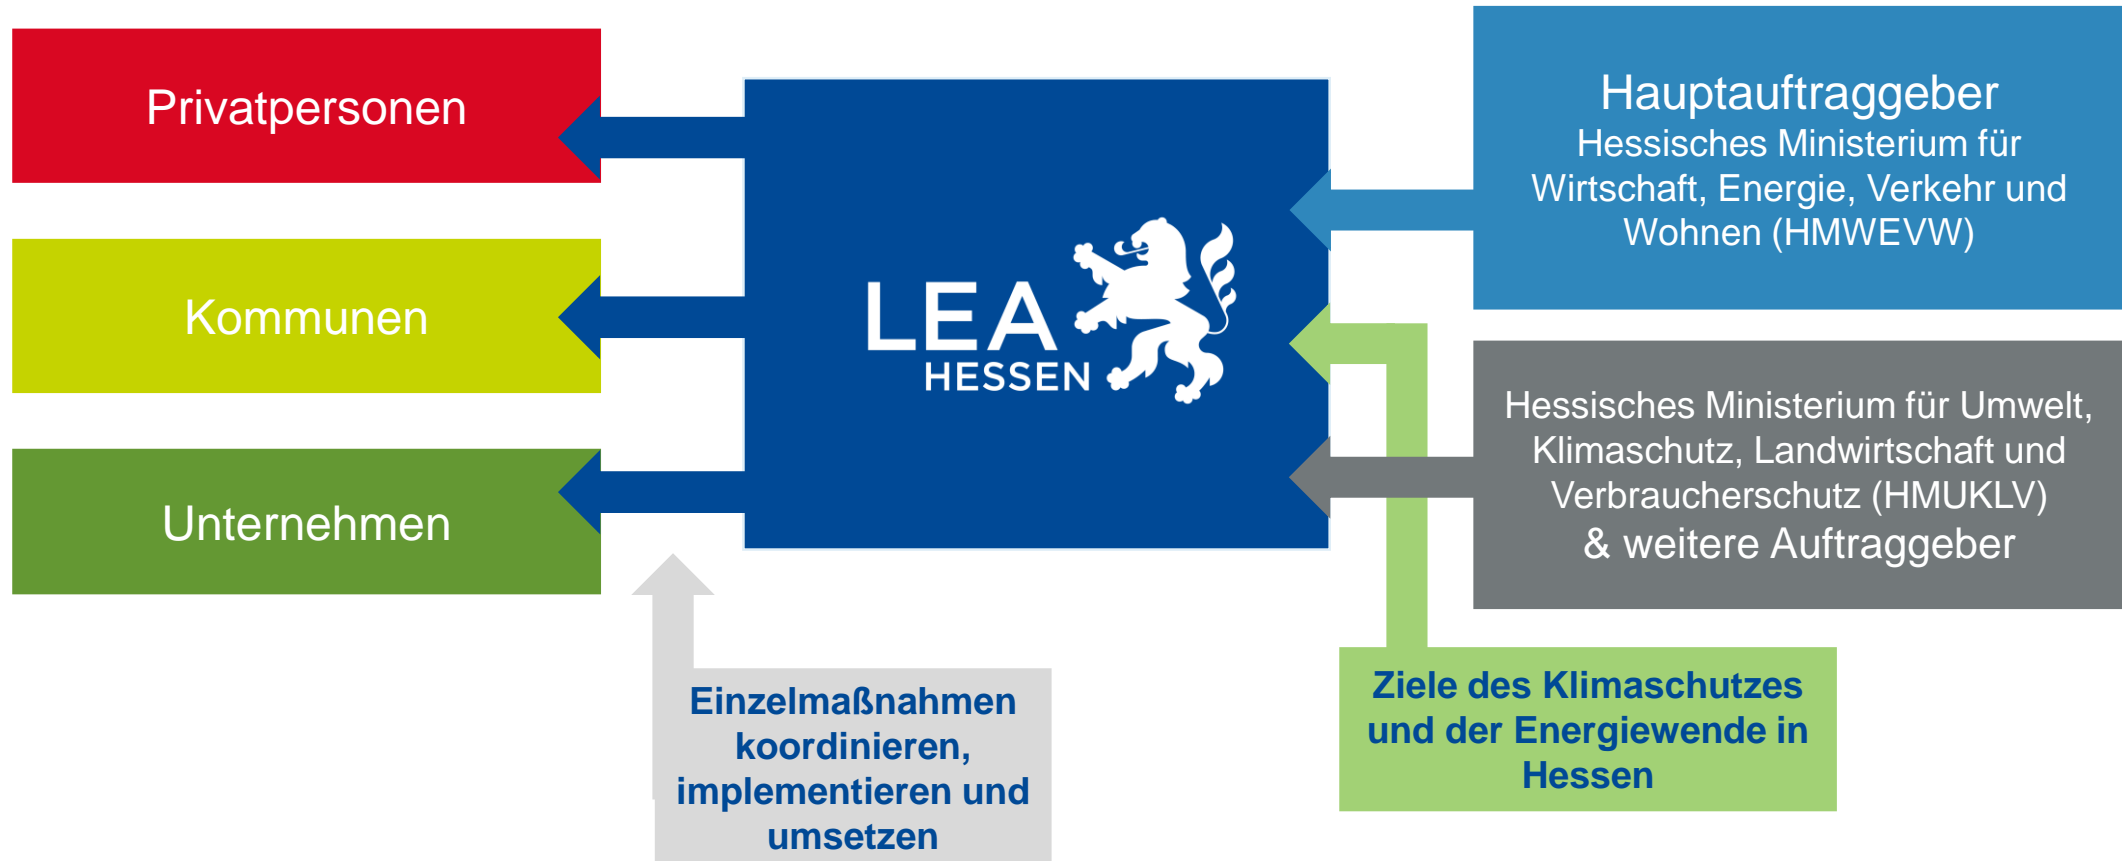 Privatpersonen
Kommunen
Unternehmen
LEA
HESSEN
Hauptauftraggeber
Hessisches Ministerium für
Wirtschaft, Energie, Verkehr und
Wohnen (HMWEVW)
Hessisches Ministerium für Umwelt,
Klimaschutz, Landwirtschaft und
Verbraucherschutz (HMUKLV)
& weitere Auftraggeber
Einzelmaßnahmen
koordinieren,
implementieren und
umsetzen
Ziele des Klimaschutzes
und der Energiewende in
Hessen